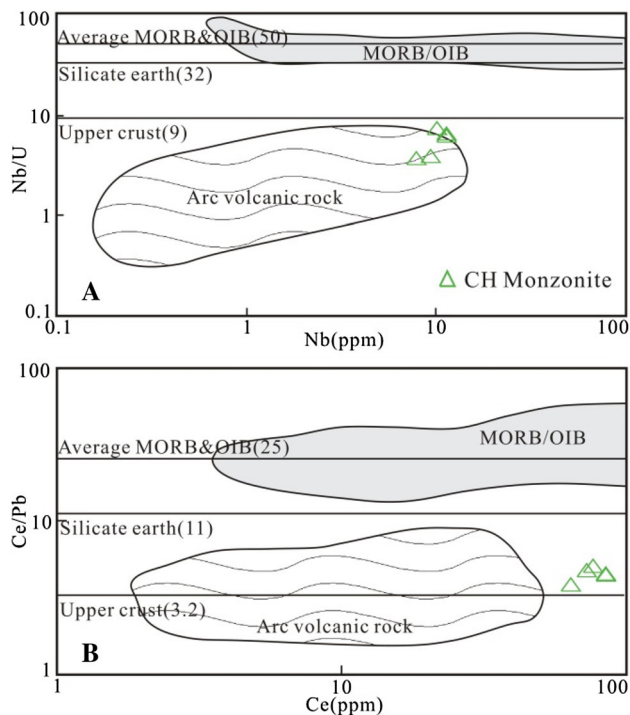 100
Average MORB&OIB(50)
MORB/OIB
Silicate earth(32)
10
Upper crust(9)
Nb/U
Arc volcanic rock
1
A
CH Monzonite
0.1
0.1
1
10
100
Nb(ppm)
100
MORB/OIB
Average MORB&OIB(25)
Ce/Pb
10
Silicate earth(11)
Upper crust(3.2)
Arc volcanic rock
B
1
1
10
100
Ce(ppm)